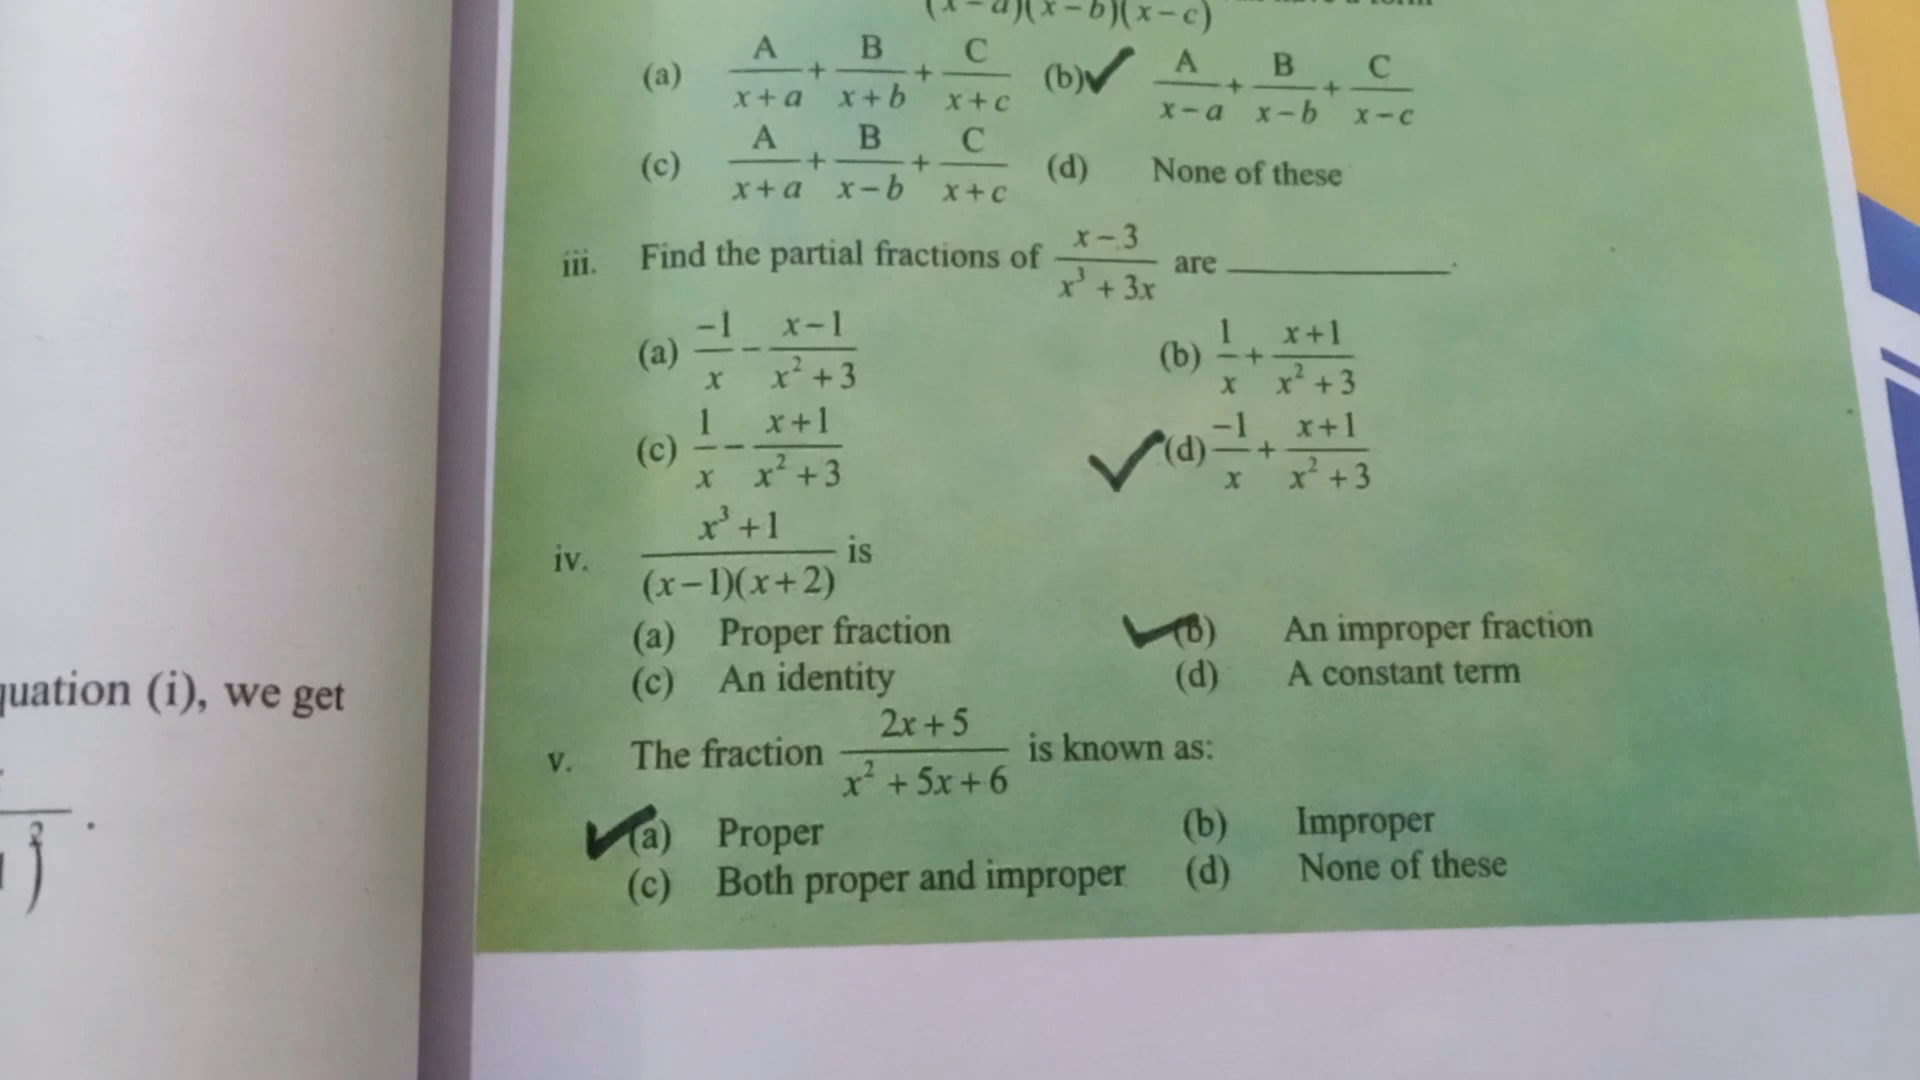 (x-a)(x-b)(x-c)
(a) A/(x+a) + B/(x+b) + C/(x+c) (b) ✓ A/(x-a) + B/(x-b) + C/(x-c)
(c) A/(x+a) + B/(x-b) + C/(x+c) (d) None of these
iii. Find the partial fractions of (x-3)/(x³+3x) are ________.
(a) -1/x - (x-1)/(x²+3) (b) 1/x + (x+1)/(x²+3)
(c) 1/x - (x+1)/(x²+3) ✓ (d) -1/x + (x+1)/(x²+3)
iv. (x³+1)/((x-1)(x+2)) is
(a) Proper fraction ✓ (b) An improper fraction
(c) An identity (d) A constant term
quation (i), we get
v. The fraction (2x+5)/(x²+5x+6) is known as:
✓ (a) Proper (b) Improper
(c) Both proper and improper (d) None of these